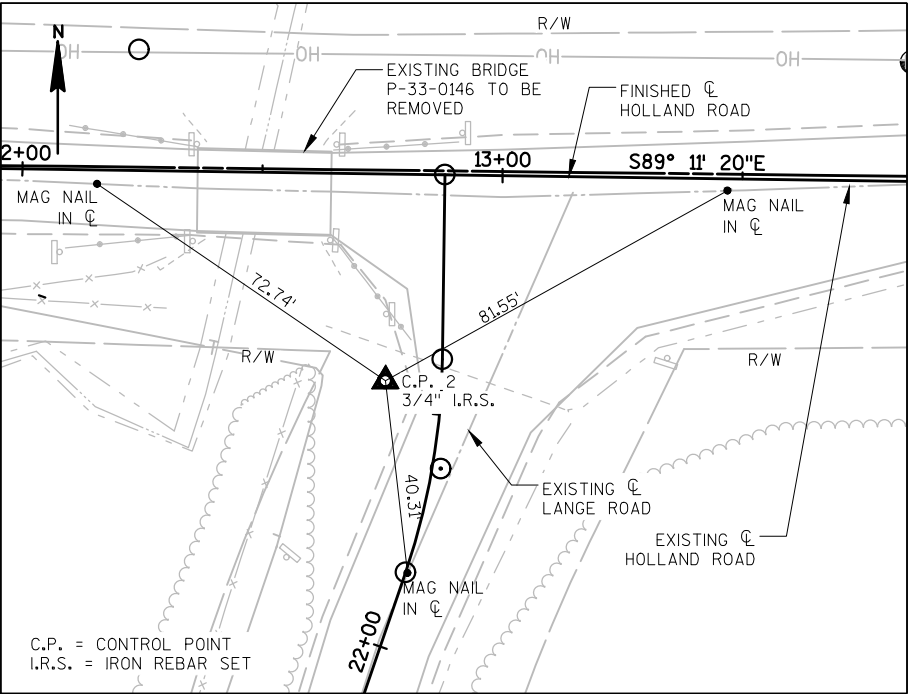 R/W
N
OH
OH
OH
OH
EXISTING BRIDGE
P-33-0146 TO BE
REMOVED
FINISHED ℄
HOLLAND ROAD
2+00
13+00
S89° 11' 20"E
MAG NAIL
IN ℄
MAG NAIL
IN ℄
72.74'
81.55'
R/W
R/W
C.P. 2
3/4" I.R.S.
40.31'
EXISTING ℄
LANGE ROAD
EXISTING ℄
HOLLAND ROAD
MAG NAIL
IN ℄
22+00
C.P. = CONTROL POINT
I.R.S. = IRON REBAR SET